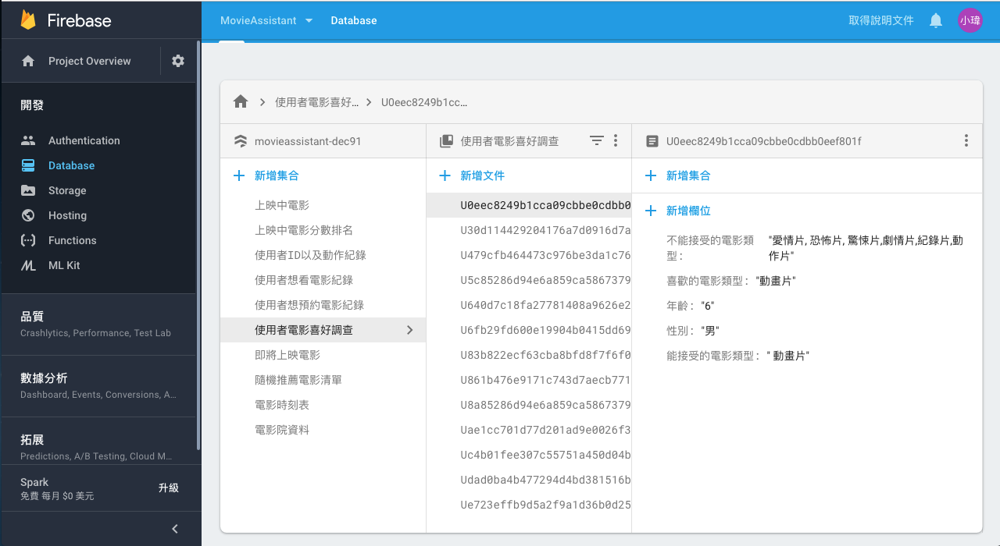 Firebase
MovieAssistant
Database
取得說明文件
小瑋
Project Overview
開發
Authentication
Database
Storage
Hosting
Functions
ML Kit
品質
Crashlytics, Performance, Test Lab
數據分析
Dashboard, Events, Conversions, A...
拓展
Predictions, A/B Testing, Cloud M...
Spark
免費 每月 $0 美元
升級
使用者電影喜好...
U0eec8249b1cc...
movieassistant-dec91
新增集合
上映中電影
上映中電影分數排名
使用者ID以及動作紀錄
使用者想看電影紀錄
使用者想預約電影紀錄
使用者電影喜好調查
即將上映電影
隨機推薦電影清單
電影時刻表
電影院資料
使用者電影喜好調查
新增文件
U0eec8249b1cca09cbbe0cdbb0
U30d114429204176a7d0916d7a
U479cfb464473c976be3da1c76
U5c85286d94e6a859ca5867379
U640d7c18fa27781408a9626e2
U6fb29fd600e19904b0415dd69
U83b822ecf63cba8bfd8f7f6f0
U861b476e9171c743d7aecb771
U8a85286d94e6a859ca5867379
Uae1cc701d77d201ad9e0026f3
Uc4b01fee307c55751a450d04b
Udad0ba4b477294d4bd381516b
Ue723effb9d5a2f9a1d36b0d25
U0eec8249b1cca09cbbe0cdbb0eef801f
新增集合
新增欄位
不能接受的電影類型： "愛情片, 恐怖片, 驚悚片,劇情片,紀錄片,動作片"
喜歡的電影類型： "動畫片"
年齡： "6"
性別： "男"
能接受的電影類型： " 動畫片"